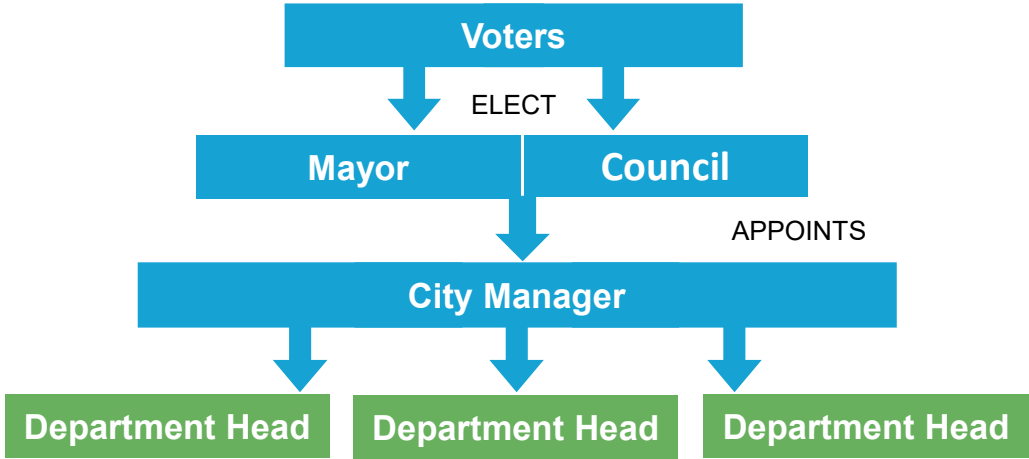 Voters
ELECT
Mayor
Council
APPOINTS
City Manager
Department Head
Department Head
Department Head